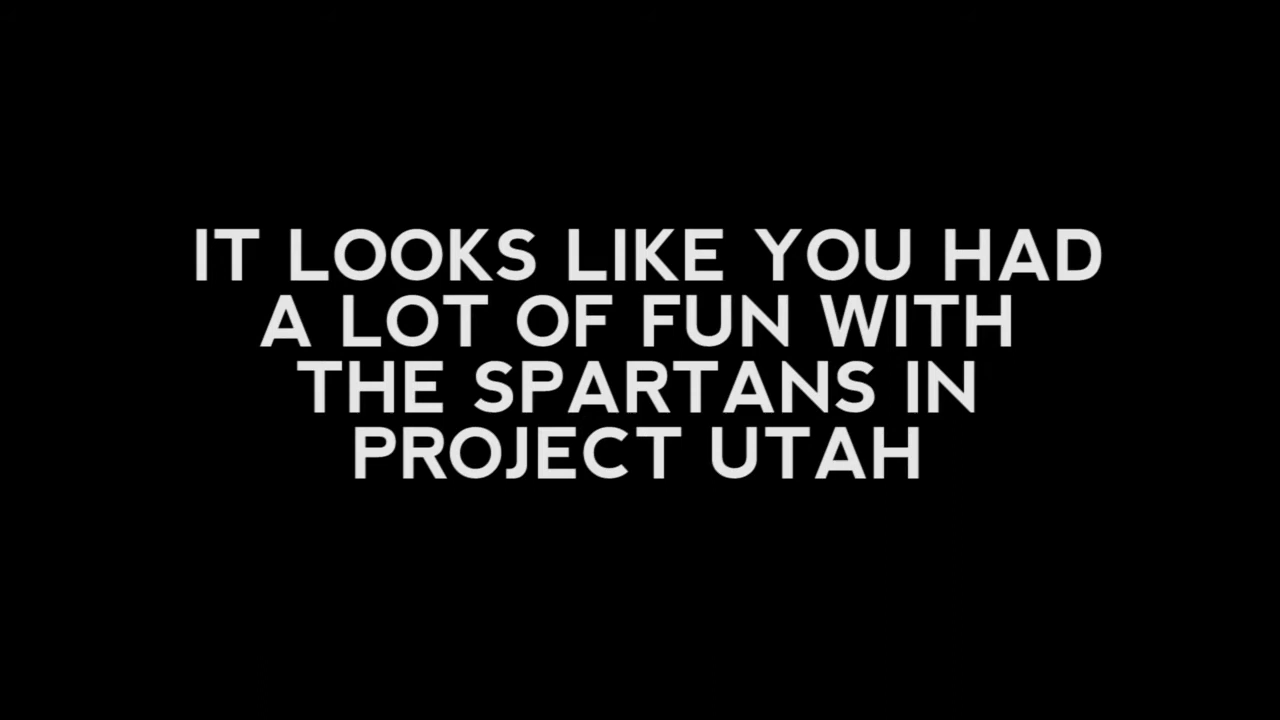 IT LOOKS LIKE YOU HAD
A LOT OF FUN WITH
THE SPARTANS IN
PROJECT UTAH